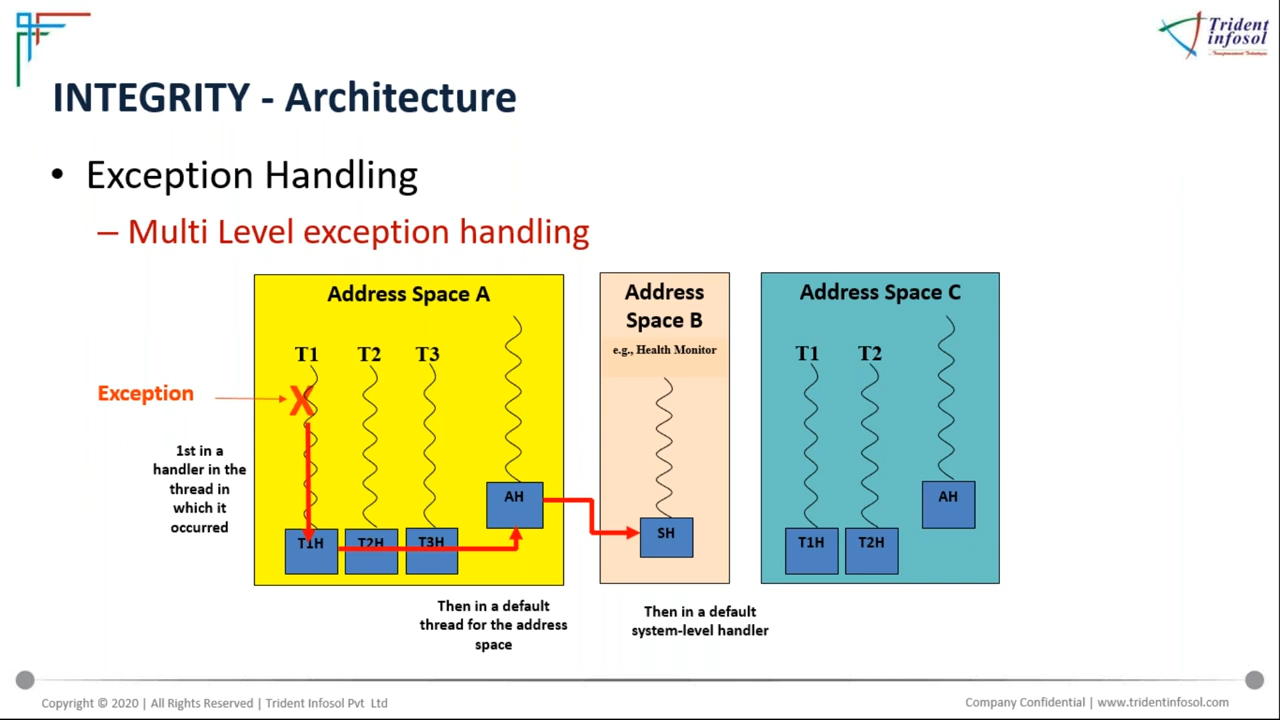 Trident
infosol
INTEGRITY - Architecture
• Exception Handling
– Multi Level exception handling
Address Space A
T1 T2 T3
Exception
X
1st in a
handler in the
thread in
which it
occurred
AH
T1H T2H T3H
Then in a default
thread for the address
space
Address
Space B
e.g., Health Monitor
SH
Then in a default
system-level handler
Address Space C
T1 T2
AH
T1H T2H
Copyright © 2020 | All Rights Reserved | Trident Infosol Pvt Ltd
Company Confidential | www.tridentinfosol.com